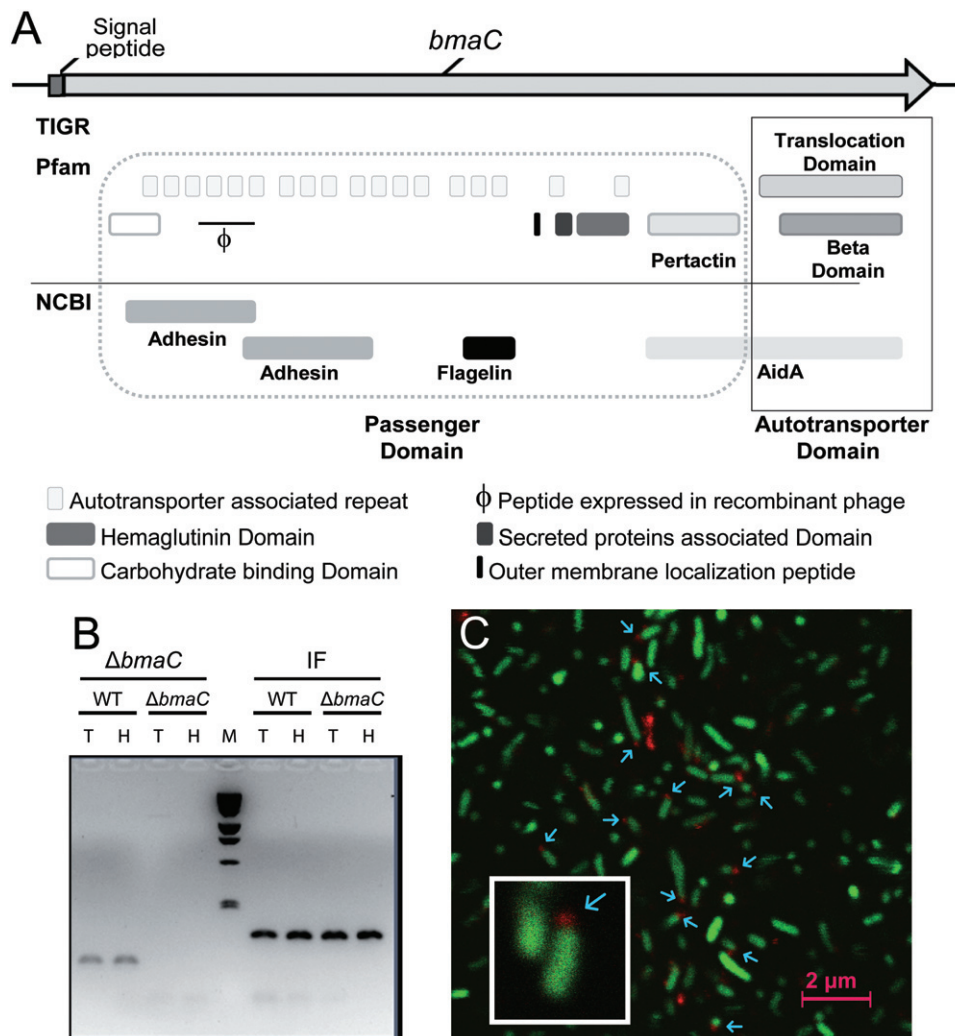 A
Signal
peptide
bmaC
TIGR
Pfam
Translocation
Domain
ϕ
Pertactin
Beta
Domain
NCBI
Adhesin
Adhesin
Flagelin
AidA
Passenger
Domain
Autotransporter
Domain
Autotransporter associated repeat
ϕ Peptide expressed in recombinant phage
Hemaglutinin Domain
Secreted proteins associated Domain
Carbohydrate binding Domain
Outer membrane localization peptide
B
ΔbmaC IF
WT ΔbmaC WT ΔbmaC
T H T H M T H T H
C
2 µm